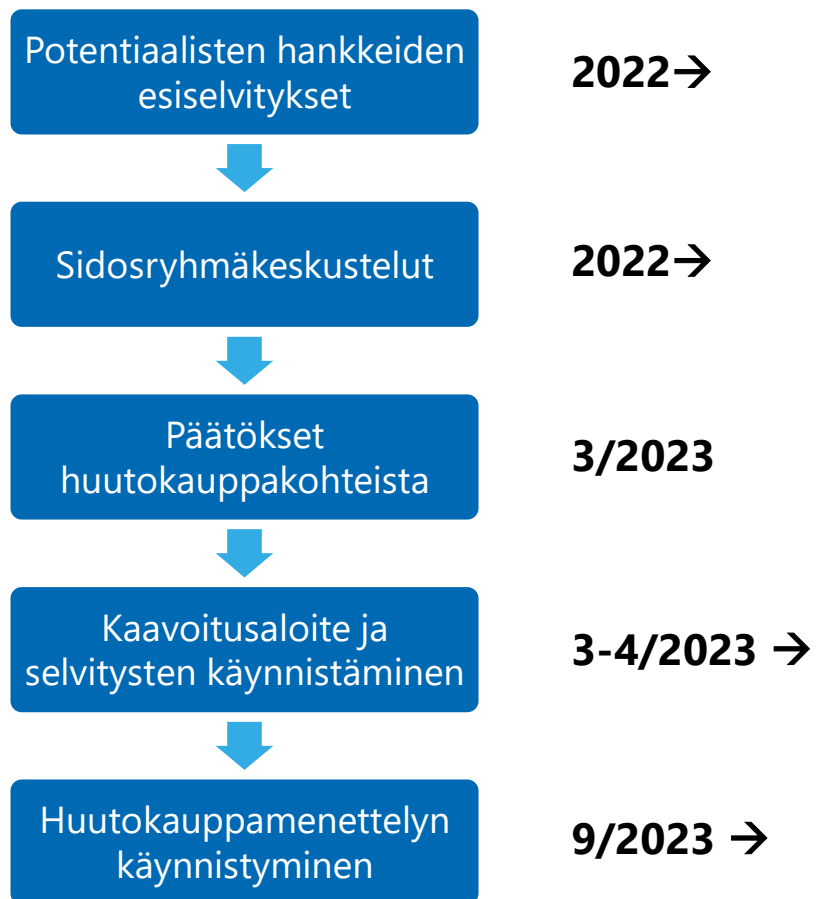 Potentiaalisten hankkeiden
esiselvitykset
2022→
Sidosryhmäkeskustelut
2022→
Päätökset
huutokauppakohteista
3/2023
Kaavoitusaloite ja
selvitysten käynnistäminen
3-4/2023 →
Huutokauppamenettelyn
käynnistyminen
9/2023 →